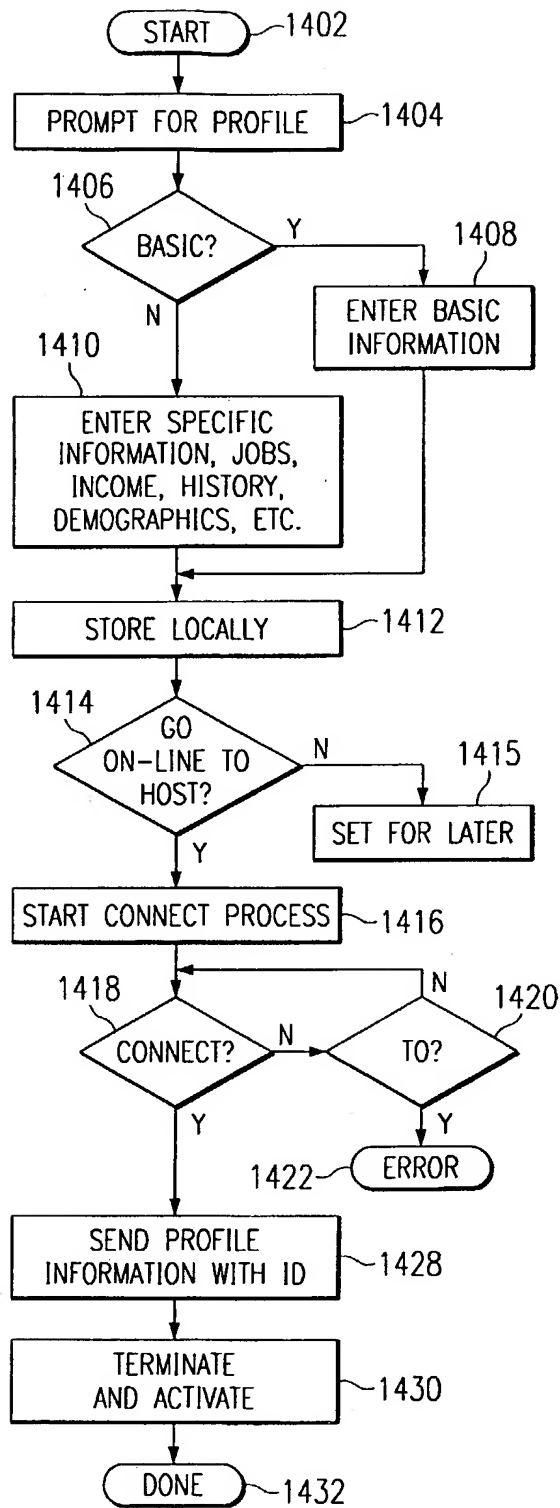 START
1402
PROMPT FOR PROFILE
1404
1406
BASIC?
Y
N
1408
ENTER BASIC
INFORMATION
1410
ENTER SPECIFIC
INFORMATION, JOBS,
INCOME, HISTORY,
DEMOGRAPHICS, ETC.
STORE LOCALLY
1412
1414
GO
ON-LINE TO
HOST?
N
Y
1415
SET FOR LATER
START CONNECT PROCESS
1416
1418
CONNECT?
N
Y
N
1420
TO?
Y
1422
ERROR
SEND PROFILE
INFORMATION WITH ID
1428
TERMINATE
AND ACTIVATE
1430
DONE
1432